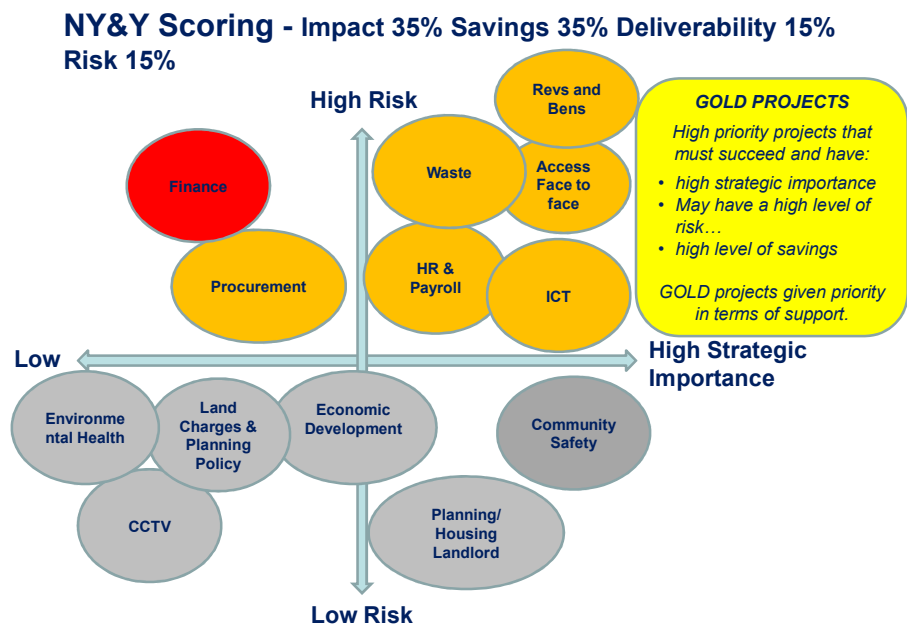 NY&Y Scoring - Impact 35% Savings 35% Deliverability 15%
Risk 15%
High Risk
Revs and
Bens
GOLD PROJECTS
High priority projects that
must succeed and have:
• high strategic importance
• May have a high level of
risk…
• high level of savings
GOLD projects given priority
in terms of support.
Finance
Waste
Access
Face to
face
Procurement
HR &
Payroll
ICT
Low
High Strategic
Importance
Environme
ntal Health
Land
Charges &
Planning
Policy
Economic
Development
Community
Safety
CCTV
Planning/
Housing
Landlord
Low Risk